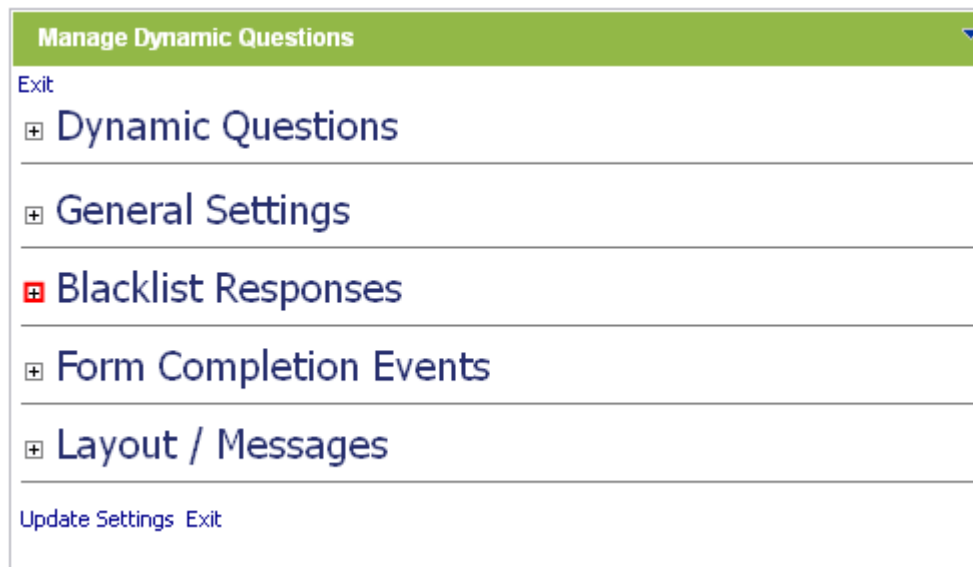 Manage Dynamic Questions
Exit
Dynamic Questions
General Settings
Blacklist Responses
Form Completion Events
Layout / Messages
Update Settings Exit